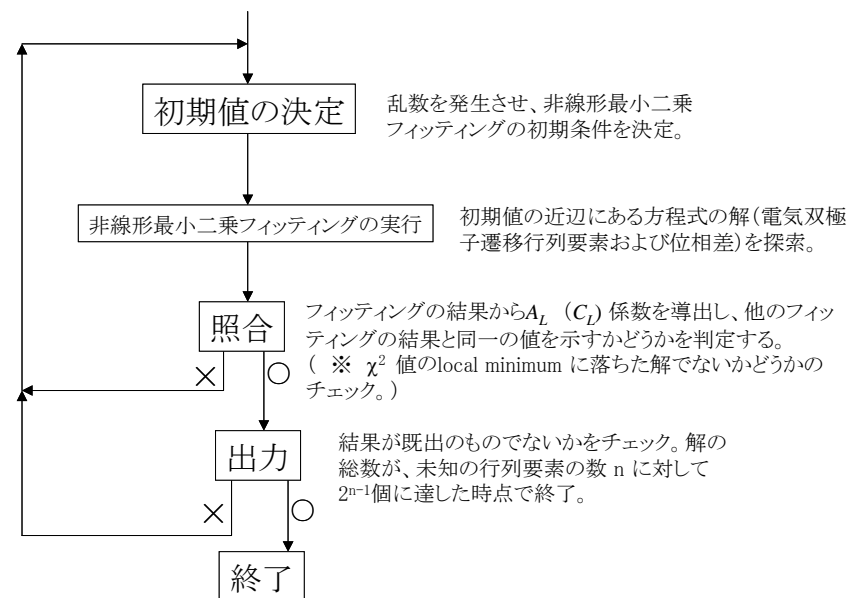 初期値の決定
乱数を発生させ、非線形最小二乗
フィッティングの初期条件を決定。
非線形最小二乗フィッティングの実行
初期値の近辺にある方程式の解(電気双極
子遷移行列要素および位相差)を探索。
照合
フィッティングの結果からA_L (C_L) 係数を導出し、他のフィッ
ティングの結果と同一の値を示すかどうかを判定する。
( ※ χ² 値のlocal minimum に落ちた解でないかどうかの
チェック。)
× ○
出力
結果が既出のものでないかをチェック。解の
総数が、未知の行列要素の数 n に対して
2ⁿ⁻¹個に達した時点で終了。
× ○
終了